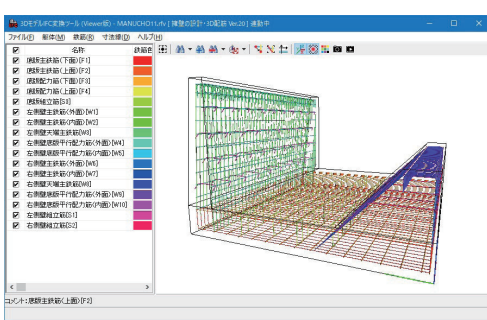 3DモデルIFC変換ツール (Viewer版) - MANUCHO11.rfv [ 擁壁の設計・3D配筋 Ver.20 ] 連動中
ファイル(F) 躯体(M) 鉄筋(R) 寸法線(D) ヘルプ(H)
名称 鉄筋色
底版主鉄筋(下面)[F1]
底版主鉄筋(上面)[F2]
底版配力筋(下面)[F3]
底版配力筋(上面)[F4]
底版組立筋[S3]
左側壁主鉄筋(外面)[W1]
左側壁主鉄筋(内面)[W2]
左側壁天端主鉄筋[W3]
左側壁底版平行配力筋(外面)[W4]
左側壁底版平行配力筋(内面)[W5]
右側壁主鉄筋(外面)[W6]
右側壁主鉄筋(内面)[W7]
右側壁天端主鉄筋[W8]
右側壁底版平行配力筋(外面)[W9]
右側壁底版平行配力筋(内面)[W10]
左側壁組立筋[S1]
右側壁組立筋[S2]
コメント:底版主鉄筋(上面)[F2]